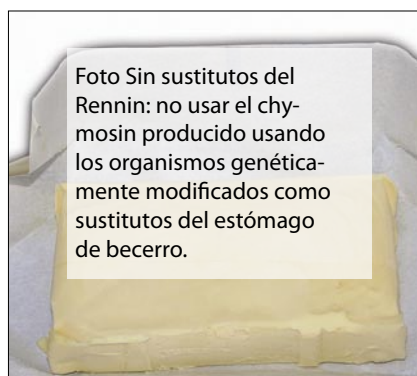 Foto Sin sustitutos del
Rennin: no usar el chy-
mosin producido usando
los organismos genética-
mente modificados como
sustitutos del estómago
de becerro.